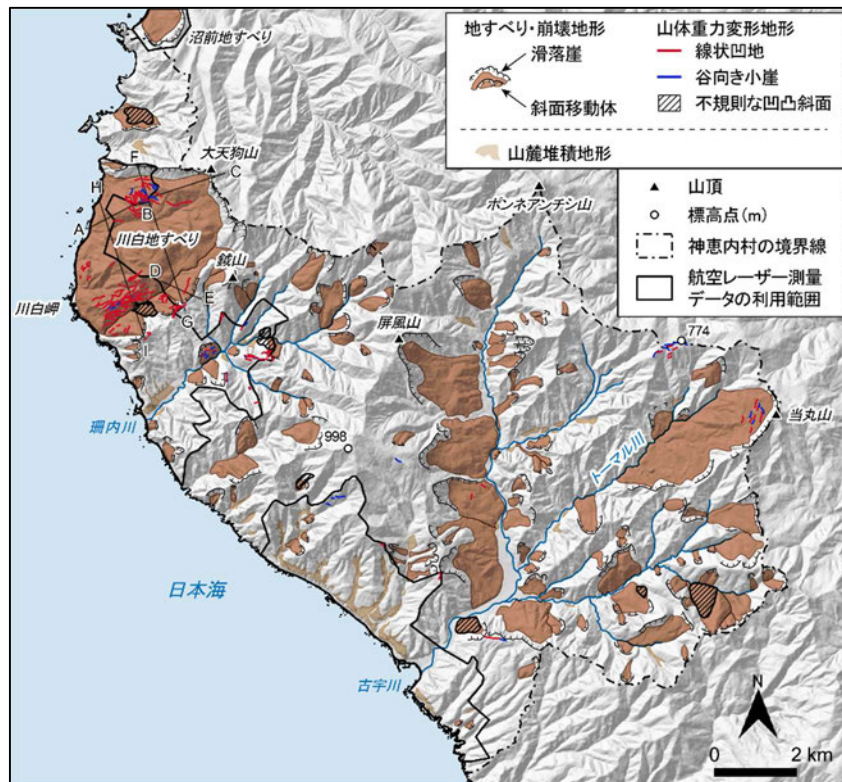 地すべり・崩壊地形
滑落崖
斜面移動体
山体重力変形地形
線状凹地
谷向き小崖
不規則な凹凸斜面
山麓堆積地形
山頂
標高点(m)
神恵内村の境界線
航空レーザー測量
データの利用範囲
沼前地すべり
大天狗山
F
C
H
B
A
川白地すべり
ポンネアンチシ山
鉞山
D
E
川白岬
G
I
屏風山
774
当丸山
珊内川
998
トーマル川
日本海
古宇川
N
0
2 km